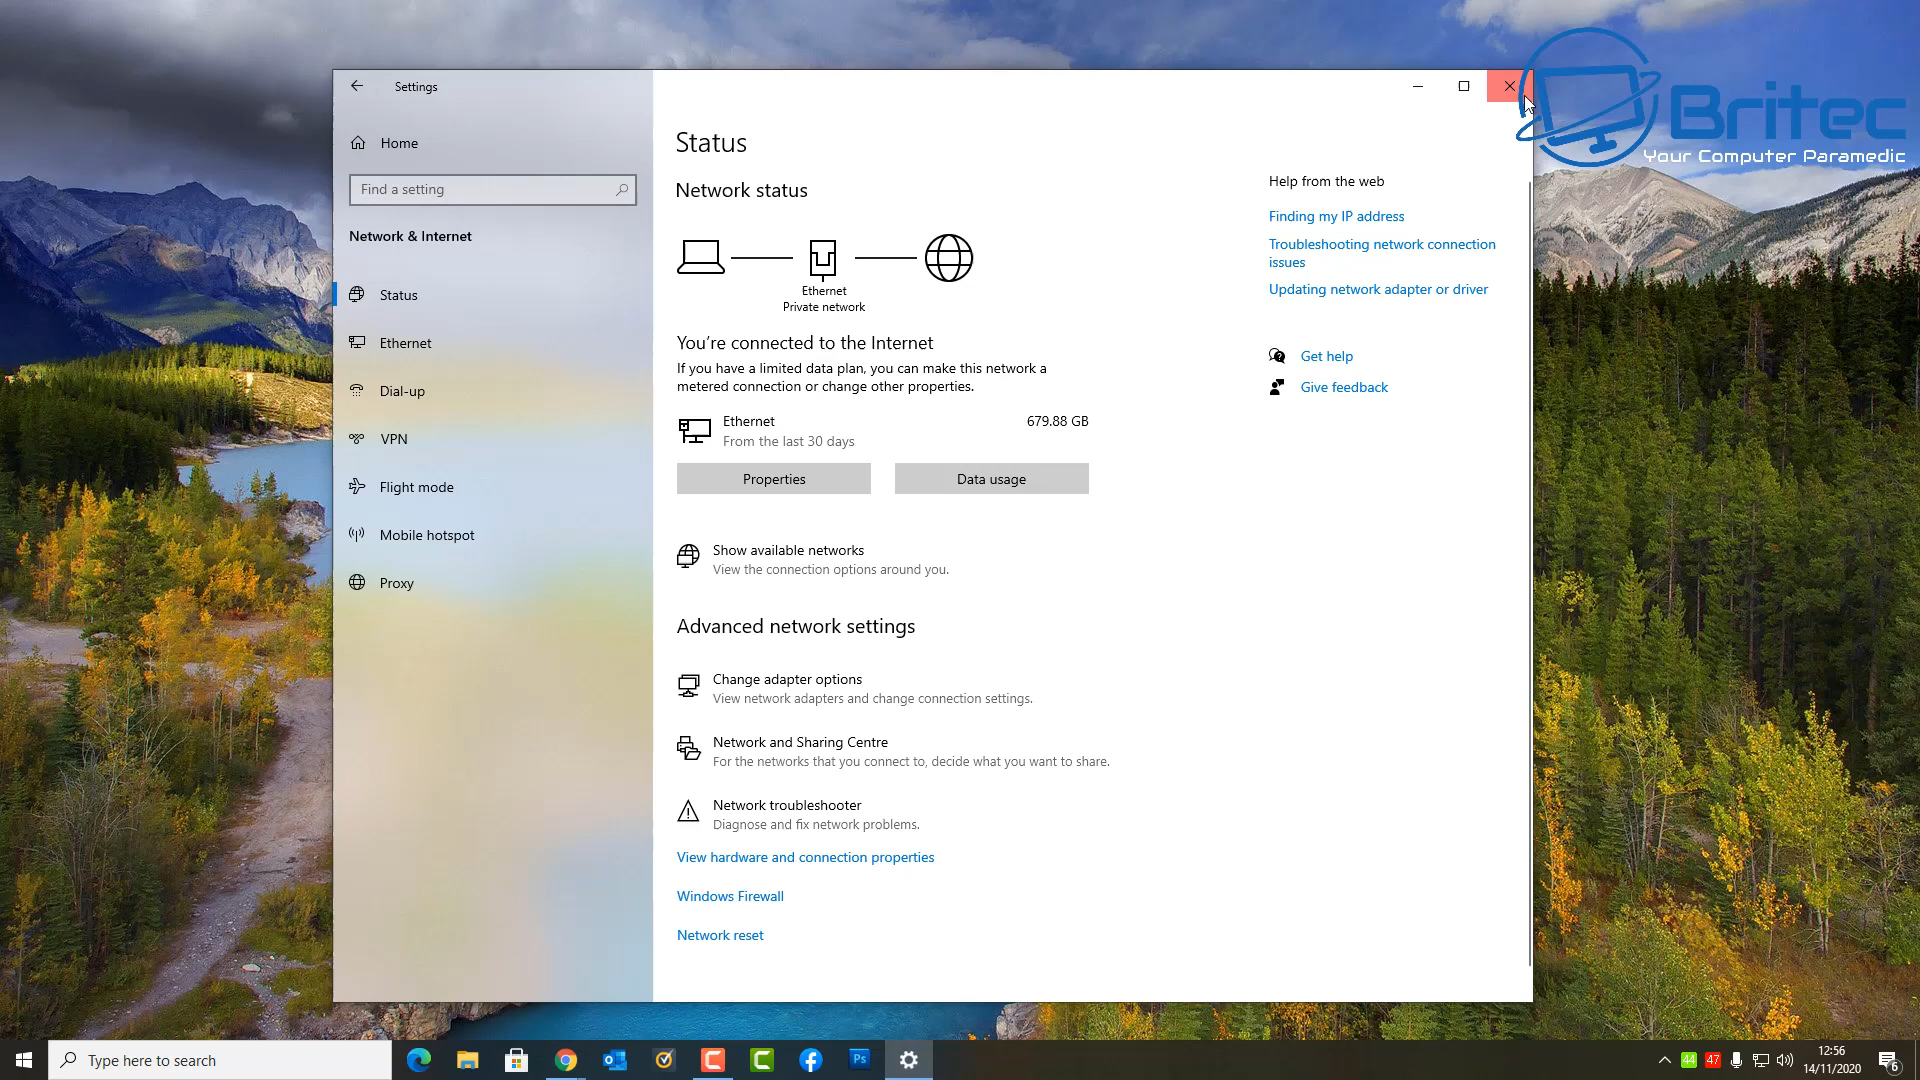 Settings
Home
Find a setting
Network & Internet
Status
Ethernet
Dial-up
VPN
Flight mode
Mobile hotspot
Proxy
Status
Network status
Ethernet
Private network
You're connected to the Internet
If you have a limited data plan, you can make this network a
metered connection or change other properties.
Ethernet
679.88 GB
From the last 30 days
Properties
Data usage
Show available networks
View the connection options around you.
Advanced network settings
Change adapter options
View network adapters and change connection settings.
Network and Sharing Centre
For the networks that you connect to, decide what you want to share.
Network troubleshooter
Diagnose and fix network problems.
View hardware and connection properties
Windows Firewall
Network reset
Help from the web
Finding my IP address
Troubleshooting network connection
issues
Updating network adapter or driver
Get help
Give feedback
Britec
Your Computer Paramedic
Type here to search
Ps
44
47
12:56
14/11/2020
6